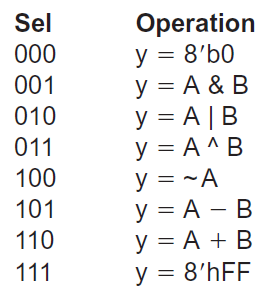 Sel Operation
000 y = 8′b0
001 y = A & B
010 y = A | B
011 y = A ^ B
100 y = ~A
101 y = A − B
110 y = A + B
111 y = 8′hFF